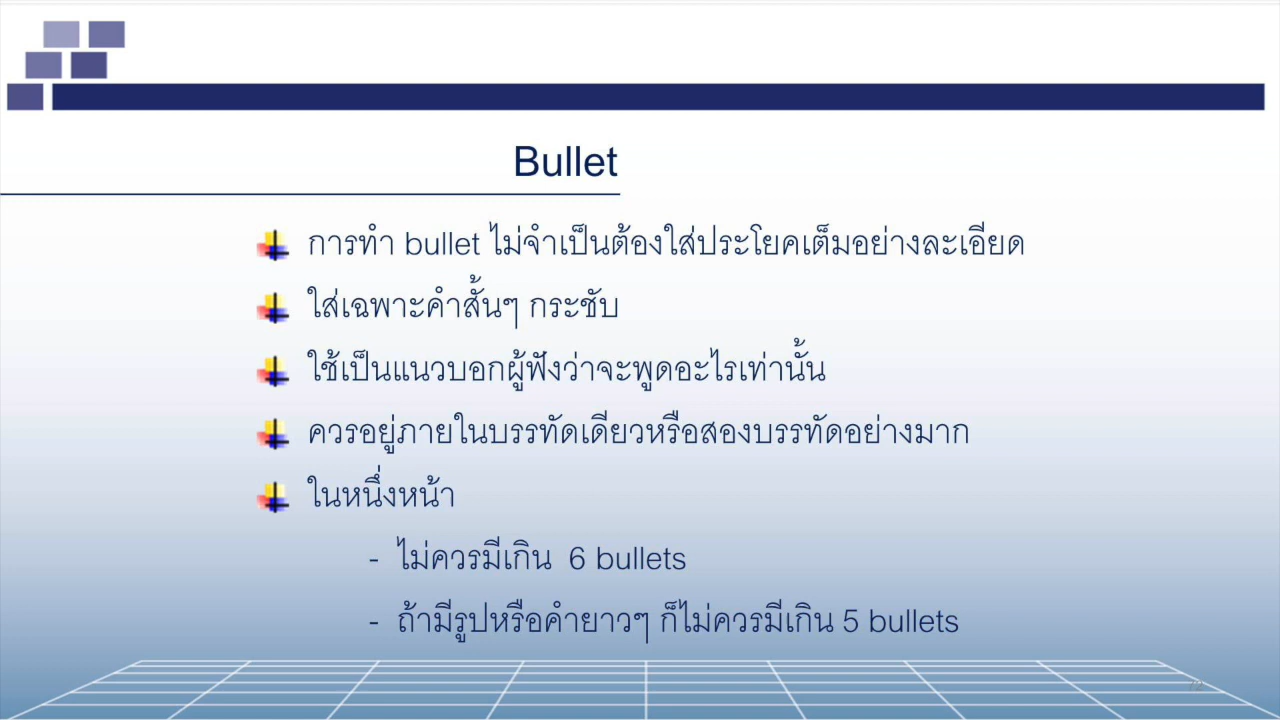 Bullet
การทำ bullet ไม่จำเป็นต้องใส่ประโยคเต็มอย่างละเอียด
ใส่เฉพาะคำสั้นๆ กระชับ
ใช้เป็นแนวบอกผู้ฟังว่าจะพูดอะไรเท่านั้น
ควรอยู่ภายในบรรทัดเดียวหรือสองบรรทัดอย่างมาก
ในหนึ่งหน้า
- ไม่ควรมีเกิน 6 bullets
- ถ้ามีรูปหรือคำยาวๆ ก็ไม่ควรมีเกิน 5 bullets